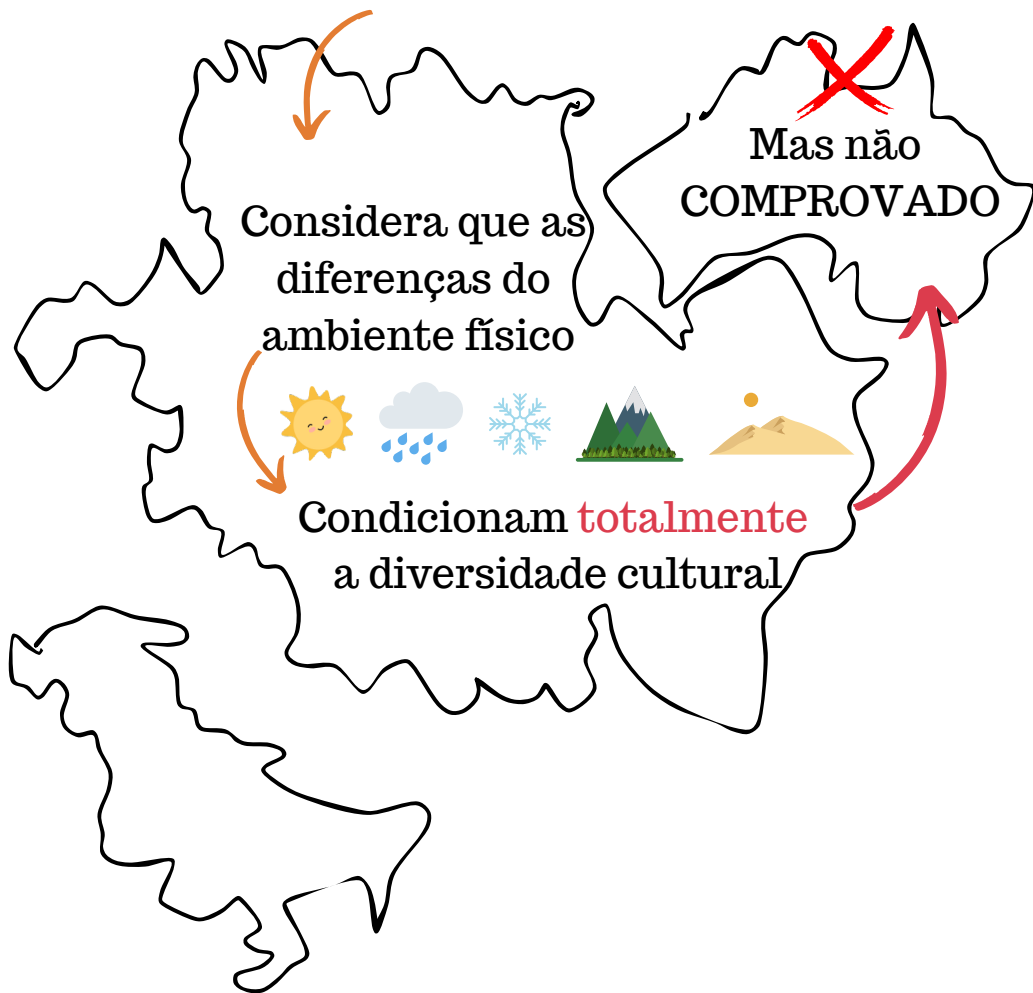 Considera que as
diferenças do
ambiente físico
Condicionam totalmente
a diversidade cultural
Mas não
COMPROVADO